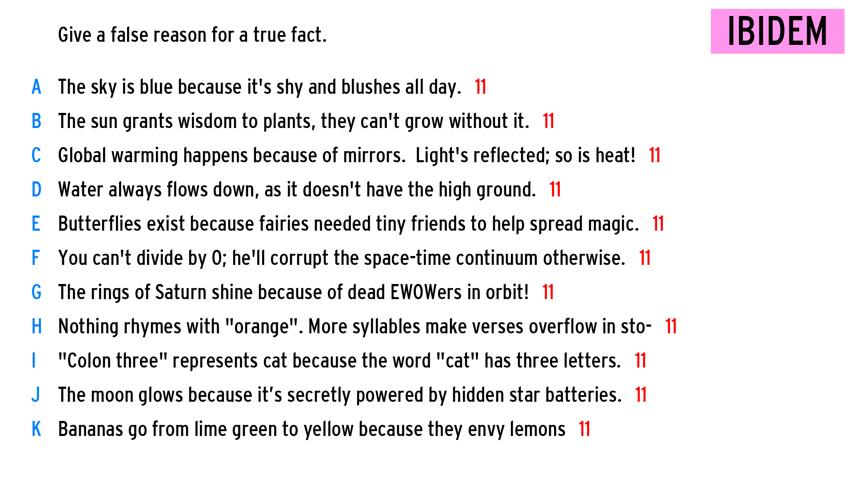 Give a false reason for a true fact.
IBIDEM
A The sky is blue because it's shy and blushes all day. 11
B The sun grants wisdom to plants, they can't grow without it. 11
C Global warming happens because of mirrors.  Light's reflected; so is heat! 11
D Water always flows down, as it doesn't have the high ground. 11
E Butterflies exist because fairies needed tiny friends to help spread magic. 11
F You can't divide by 0; he'll corrupt the space-time continuum otherwise. 11
G The rings of Saturn shine because of dead EWOWers in orbit! 11
H Nothing rhymes with "orange". More syllables make verses overflow in sto- 11
I "Colon three" represents cat because the word "cat" has three letters. 11
J The moon glows because it’s secretly powered by hidden star batteries. 11
K Bananas go from lime green to yellow because they envy lemons 11